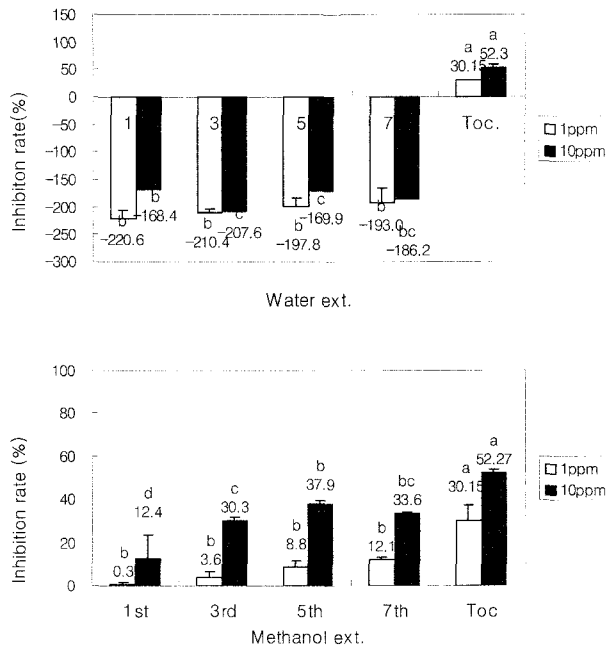 150
100
50
0
-50
-100
-150
-200
-250
-300
Inhibiton rate(%)
a a
30.15 52.3
1 3 5 7 Toc.
1ppm
10ppm
b b b c b c b bc
-220.6 -168.4 -210.4 -207.6 -197.8 -169.9 -193.0 -186.2
Water ext.
100
80
60
40
20
0
Inhibition rate (%)
b d b c b b b bc a a
0.3 12.4 3.6 30.3 8.8 37.9 12.1 33.6 30.15 52.27
1ppm
10ppm
1st 3rd 5th 7th Toc
Methanol ext.